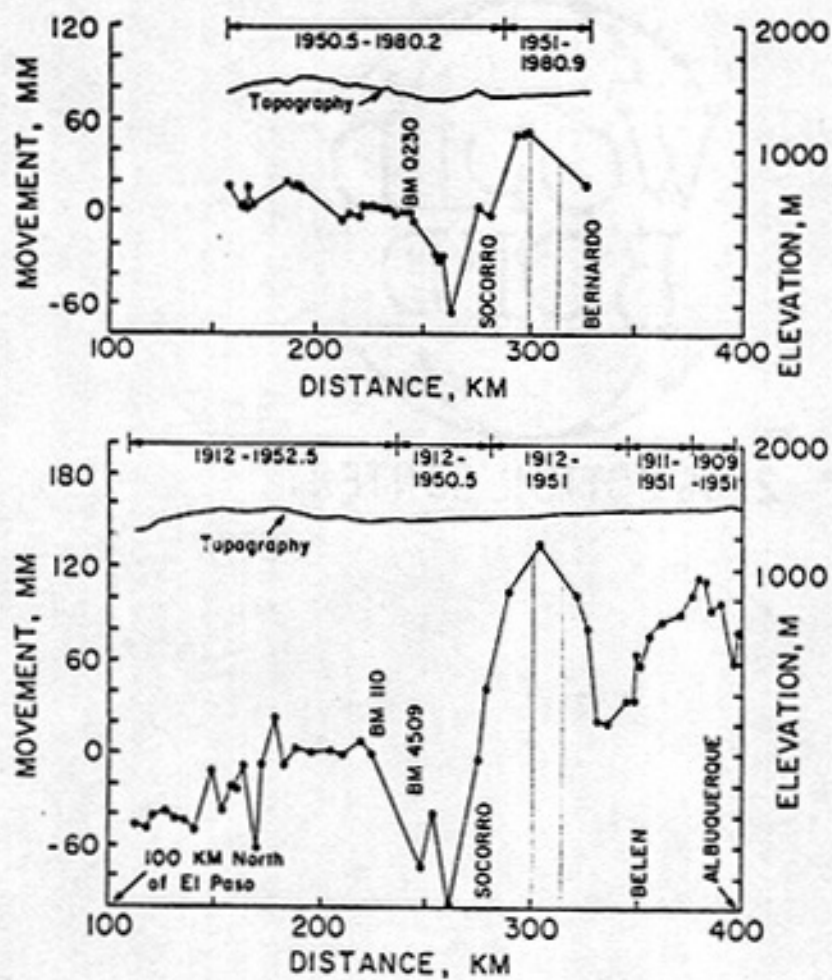 120
60
0
-60
MOVEMENT, MM
1950.5-1980.2
1951-
1980.9
Topography
BM 0230
SOCORRO
BERNARDO
2000
1000
ELEVATION, M
100
200
300
400
DISTANCE, KM
180
120
60
0
-60
MOVEMENT, MM
1912-1952.5
1912-
1950.5
1912-
1951
1911-
1951
1909
-1951
Topography
BM 110
BM 4509
SOCORRO
BELEN
ALBUQUERQUE
100 KM North
of El Paso
2000
1000
ELEVATION, M
100
200
300
400
DISTANCE, KM